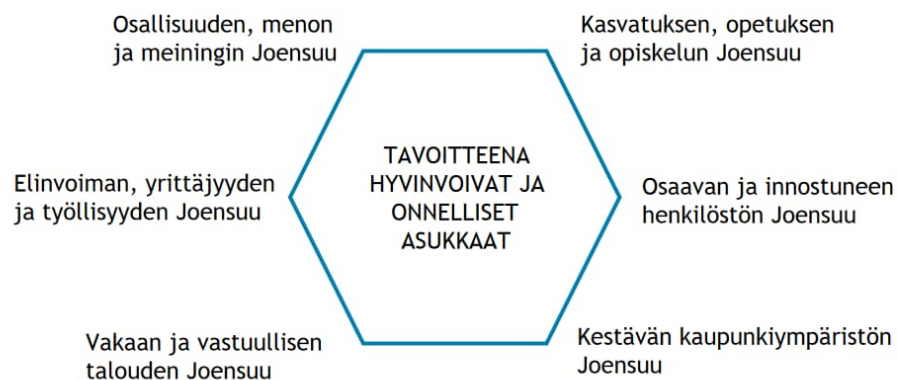 Osallisuuden, menon
ja meiningin Joensuu
Kasvatuksen, opetuksen
ja opiskelun Joensuu
Elinvoiman, yrittäjyyden
ja työllisyyden Joensuu
TAVOITTEENA
HYVINVOIVAT JA
ONNELLISET
ASUKKAAT
Osaavan ja innostuneen
henkilöstön Joensuu
Vakaan ja vastuullisen
talouden Joensuu
Kestävän kaupunkiympäristön
Joensuu